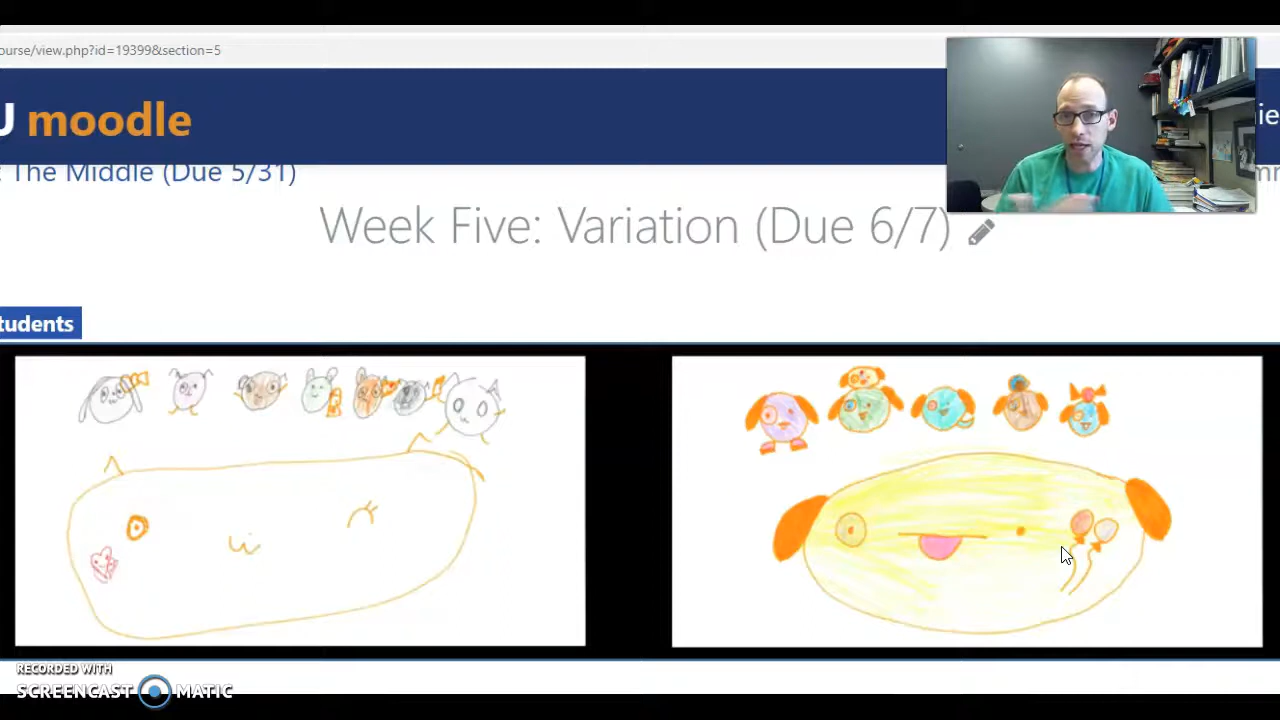 ourse/view.php?id=19399&section=5
U moodle
ie
The Middle (Due 5/31)
Week Five: Variation (Due 6/7)
tudents
RECORDED WITH
SCREENCAST MATIC